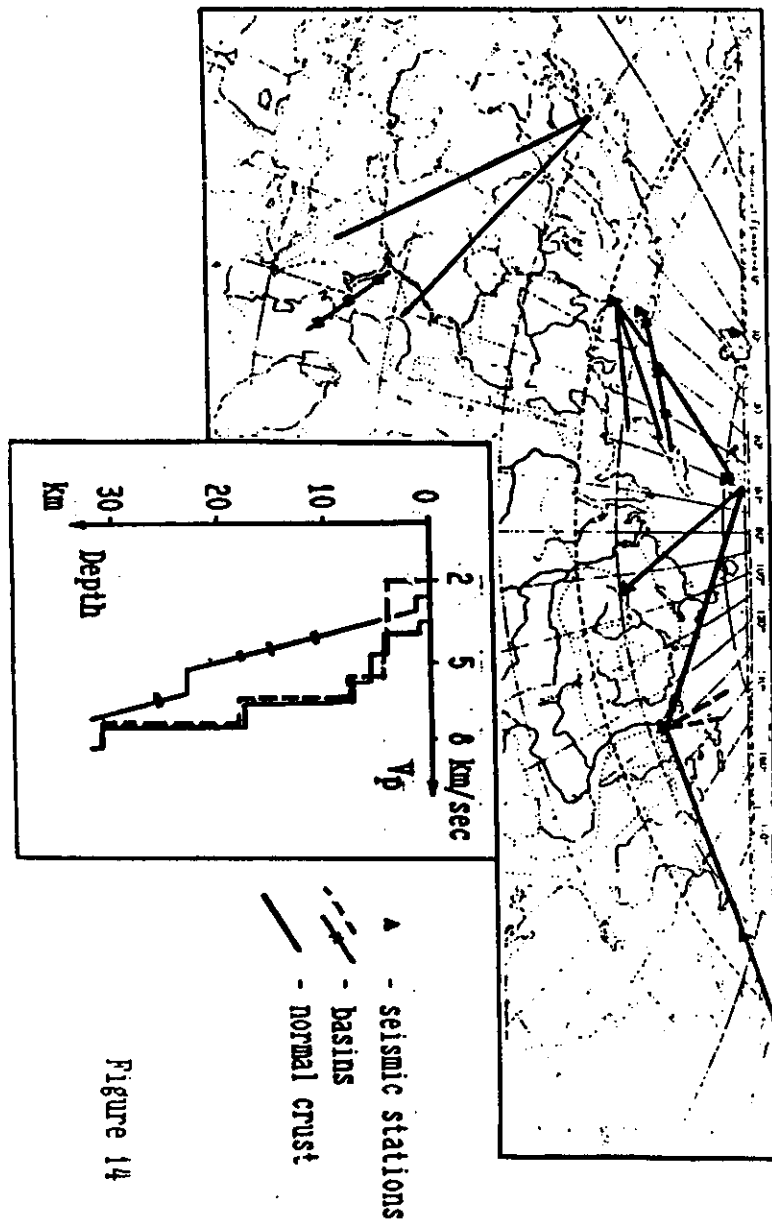 0
10
20
30
Km
Depth
2
5
8 km/sec
Vp
▲ - seismic stations
- basins
- normal crust
Figure 14